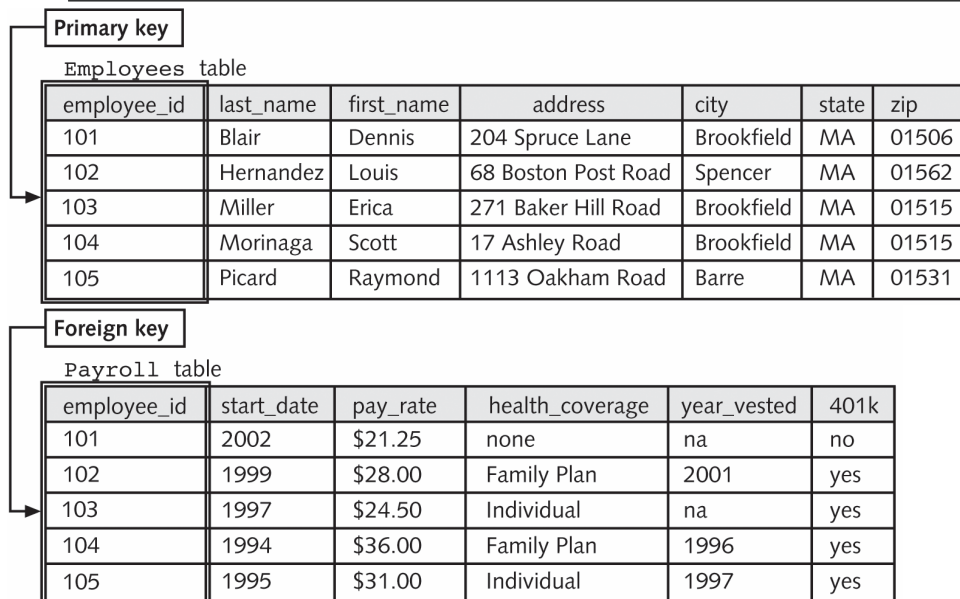 Primary key
Employees table
employee_id last_name first_name address city state zip
101 Blair Dennis 204 Spruce Lane Brookfield MA 01506
102 Hernandez Louis 68 Boston Post Road Spencer MA 01562
103 Miller Erica 271 Baker Hill Road Brookfield MA 01515
104 Morinaga Scott 17 Ashley Road Brookfield MA 01515
105 Picard Raymond 1113 Oakham Road Barre MA 01531
Foreign key
Payroll table
employee_id start_date pay_rate health_coverage year_vested 401k
101 2002 $21.25 none na no
102 1999 $28.00 Family Plan 2001 yes
103 1997 $24.50 Individual na yes
104 1994 $36.00 Family Plan 1996 yes
105 1995 $31.00 Individual 1997 yes